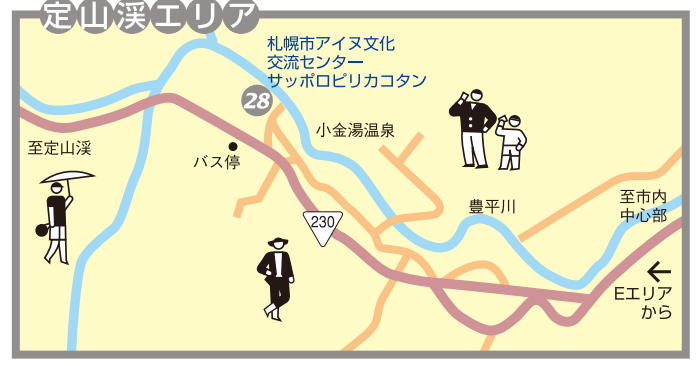 定山渓エリア
札幌市アイヌ文化
交流センター
サッポロピリカコタン
28
小金湯温泉
至定山渓
バス停
豊平川
至市内
中心部
230
Eエリア
から